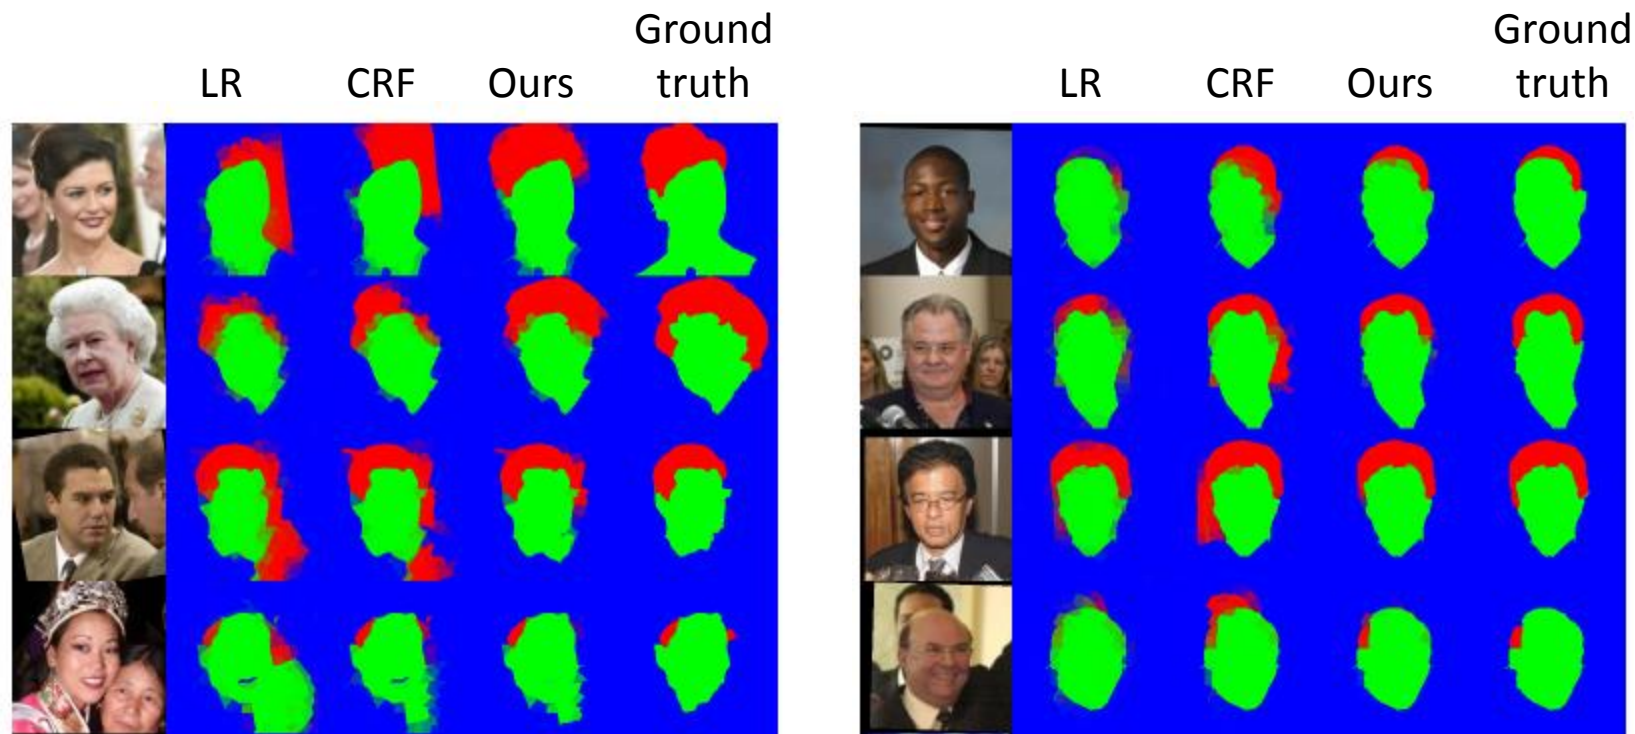 Ground
truth
LR CRF Ours
Ground
truth
LR CRF Ours